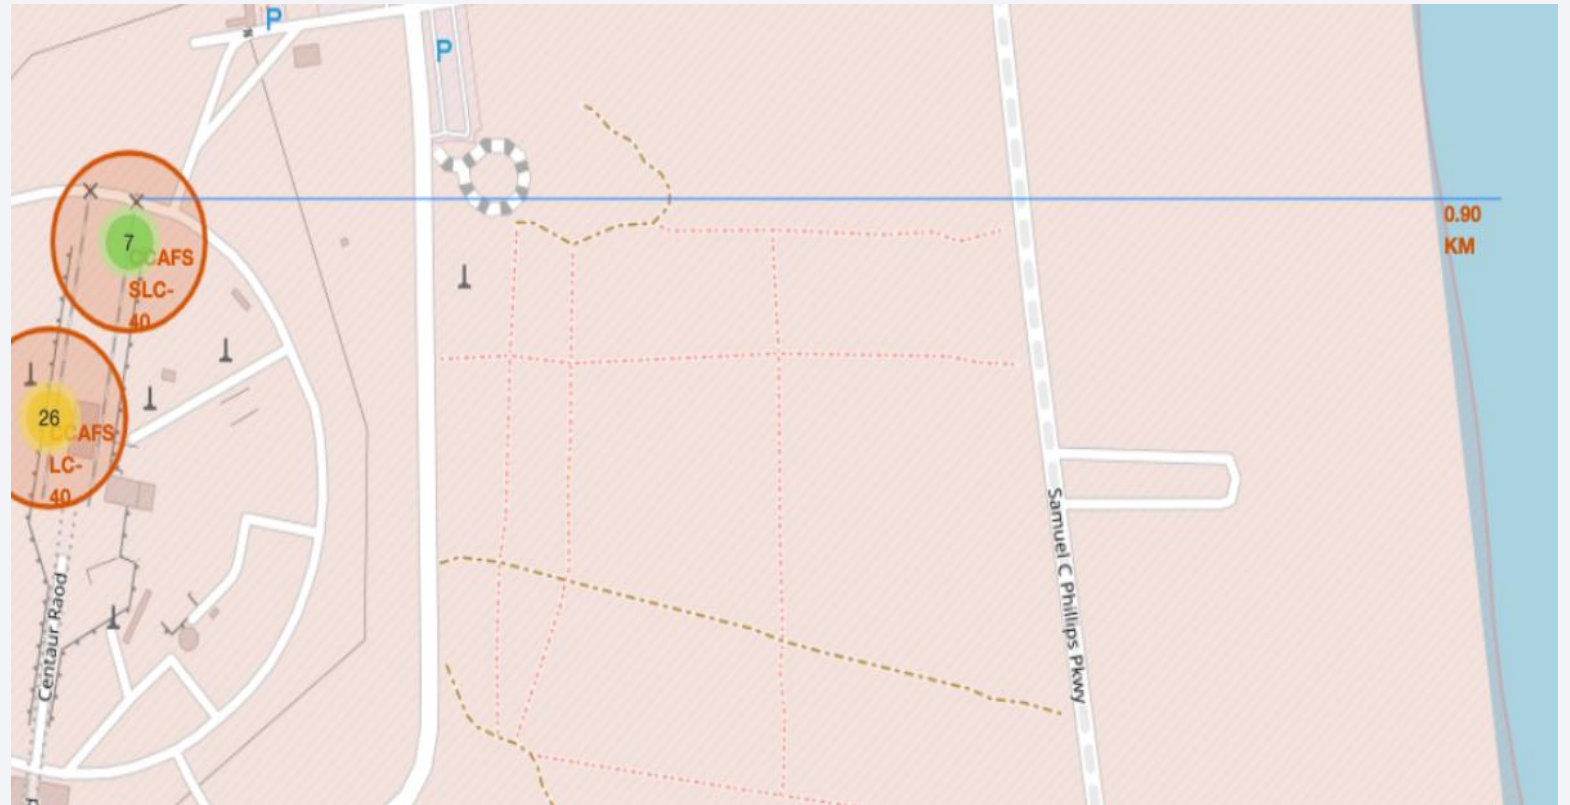 P
P
0.90
KM
7
CCAFS
SLC-
40
26
CCAFS
LC-
40
Centaur Raod
Samuel C Phillips Pkwy